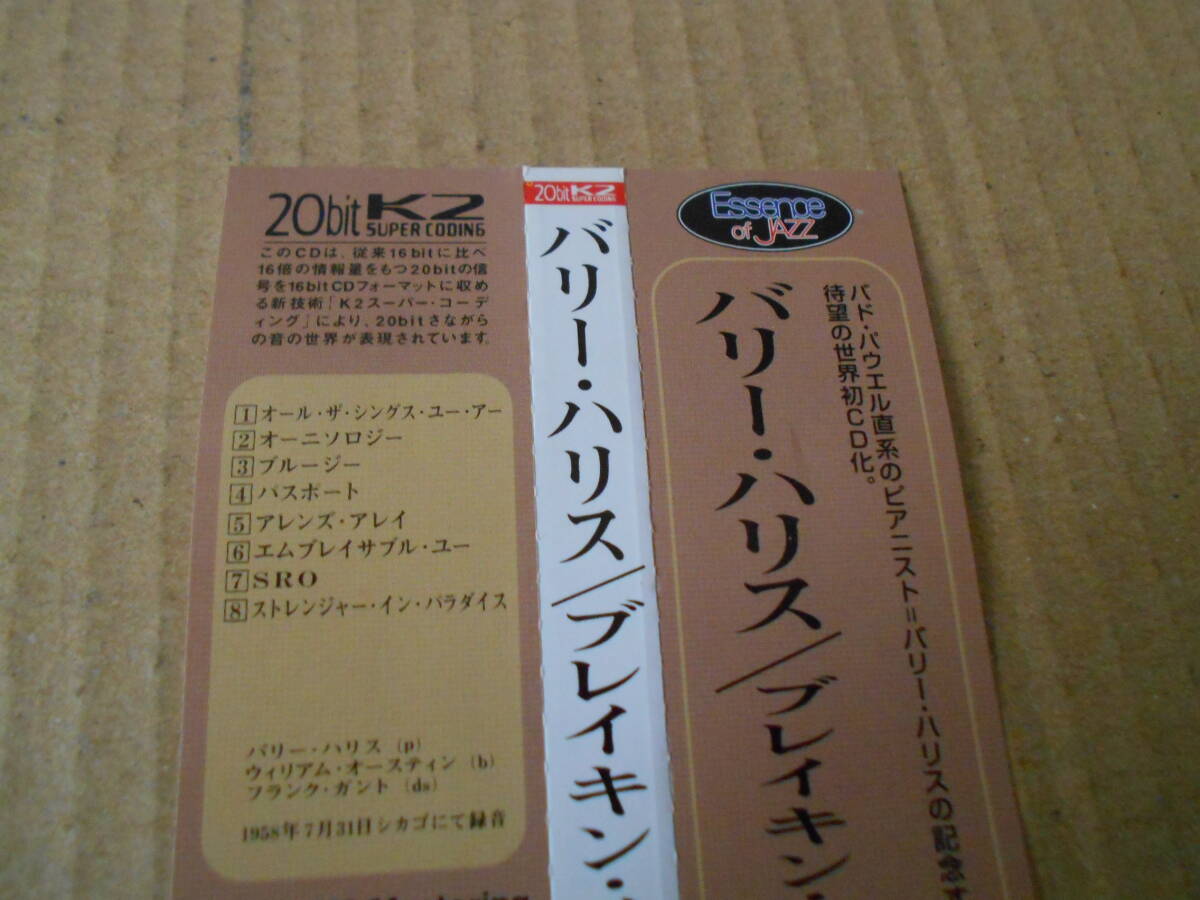 20bit K2
SUPER CODING
このCDは、従来16bitに比べ
16倍の情報量をもつ20bitの信
号を16bitCDフォーマットに収め
る新技術「K2スーパー・コーデ
ィング」により、20bitさながら
の音の世界が表現されています。
1 オール・ザ・シングス・ユー・アー
2 オーニソロジー
3 ブルージー
4 パスポート
5 アレンズ・アレイ
6 エムブレイサブル・ユー
7 SRO
8 ストレンジャー・イン・パラダイス
バリー・ハリス (p)
ウィリアム・オースティン (b)
フランク・ガント (ds)
1958年7月31日シカゴにて録音
20bit K2
SUPER CODING
バリー・ハリス/ブレイキン・
Essence
of JAZZ
バド・パウエル直系のピアニスト=バリー・ハリスの記念す
待望の世界初CD化。
バリー・ハリス/ブレイキン・